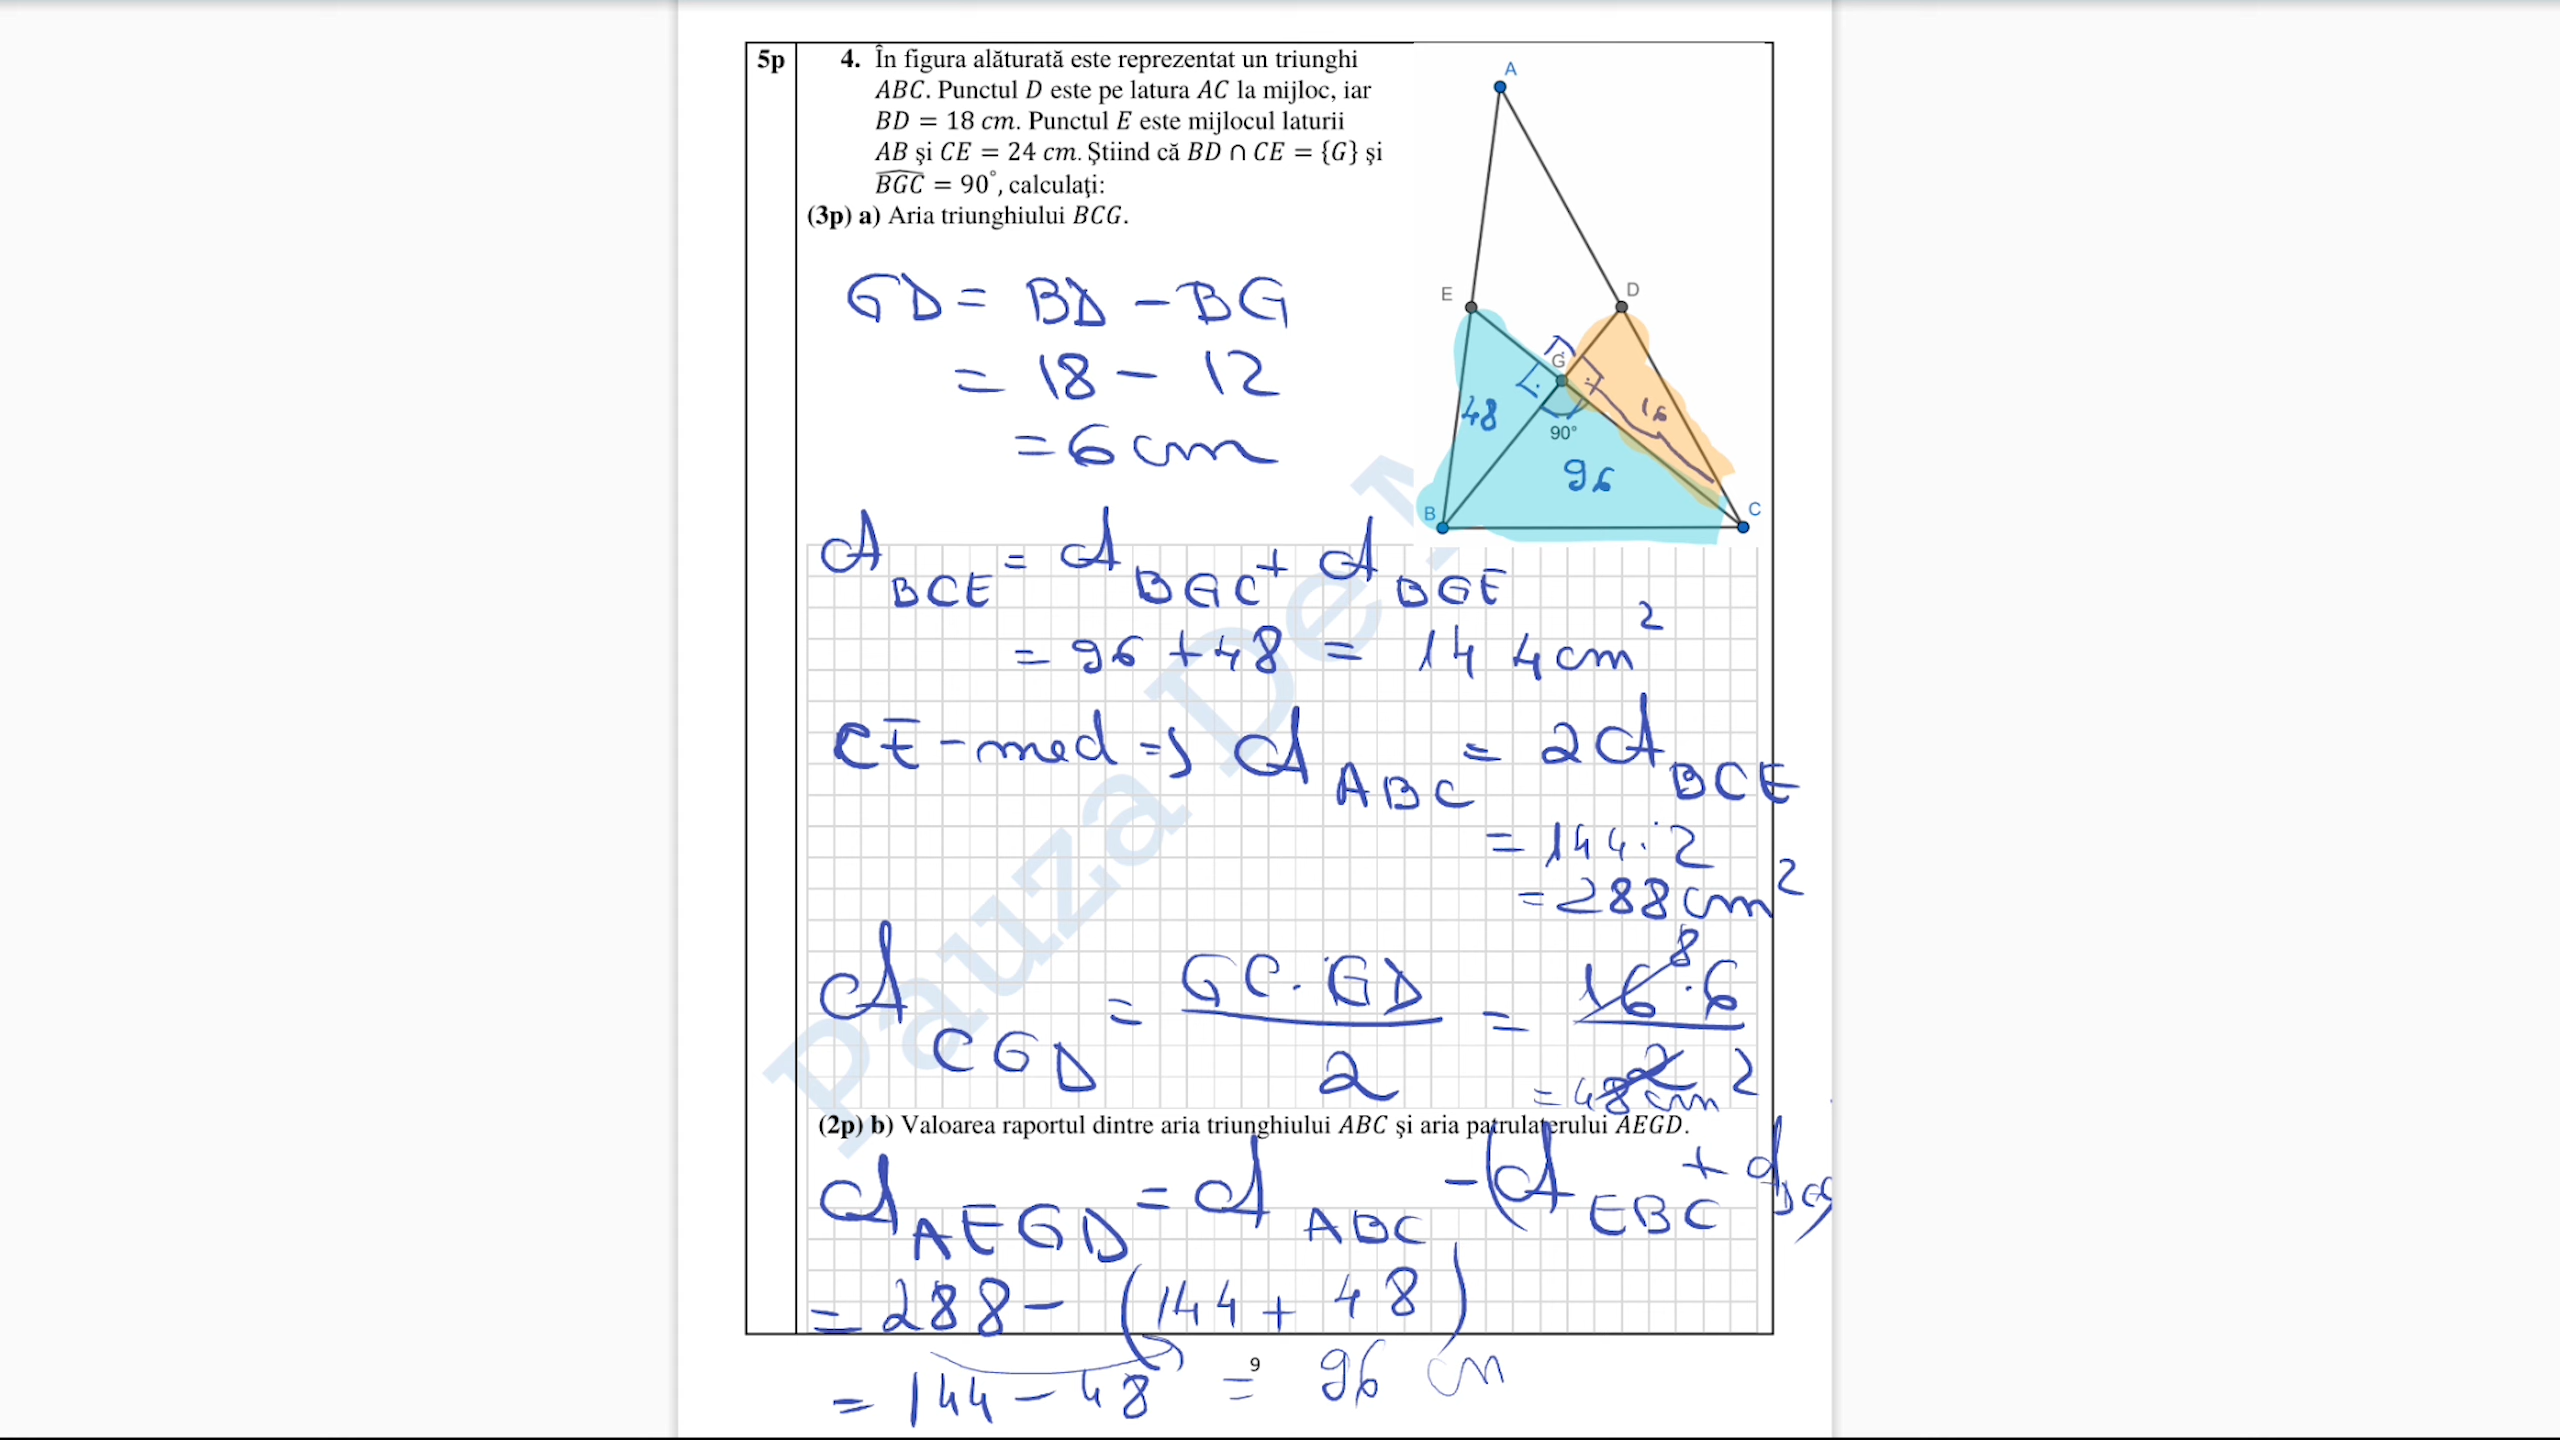 5p
4. În figura alăturată este reprezentat un triunghi
ABC. Punctul D este pe latura AC la mijloc, iar
BD = 18 cm. Punctul E este mijlocul laturii
AB și CE = 24 cm. Știind că BD ∩ CE = {G} și
BGC = 90°, calculați:
(3p) a) Aria triunghiului BCG.
A
E
D
G
48
16
90°
96
B
C
GD = BD - BG
= 18 - 12
= 6 cm
A BCE = A BGC + A BGE
= 96 + 48 = 144 cm²
CE - med => A ABC = 2 A BCE
= 144 · 2
= 288 cm²
A CGD = GC · GD / 2 = 16 · 6 / 2
8
= 48 cm²
(2p) b) Valoarea raportul dintre aria triunghiului ABC și aria patrulaterului AEGD.
A AEGD = A ABC - (A EBC + A
= 288 - (144 + 48)
= 144 - 48 = 96 cm
9
Pauza De